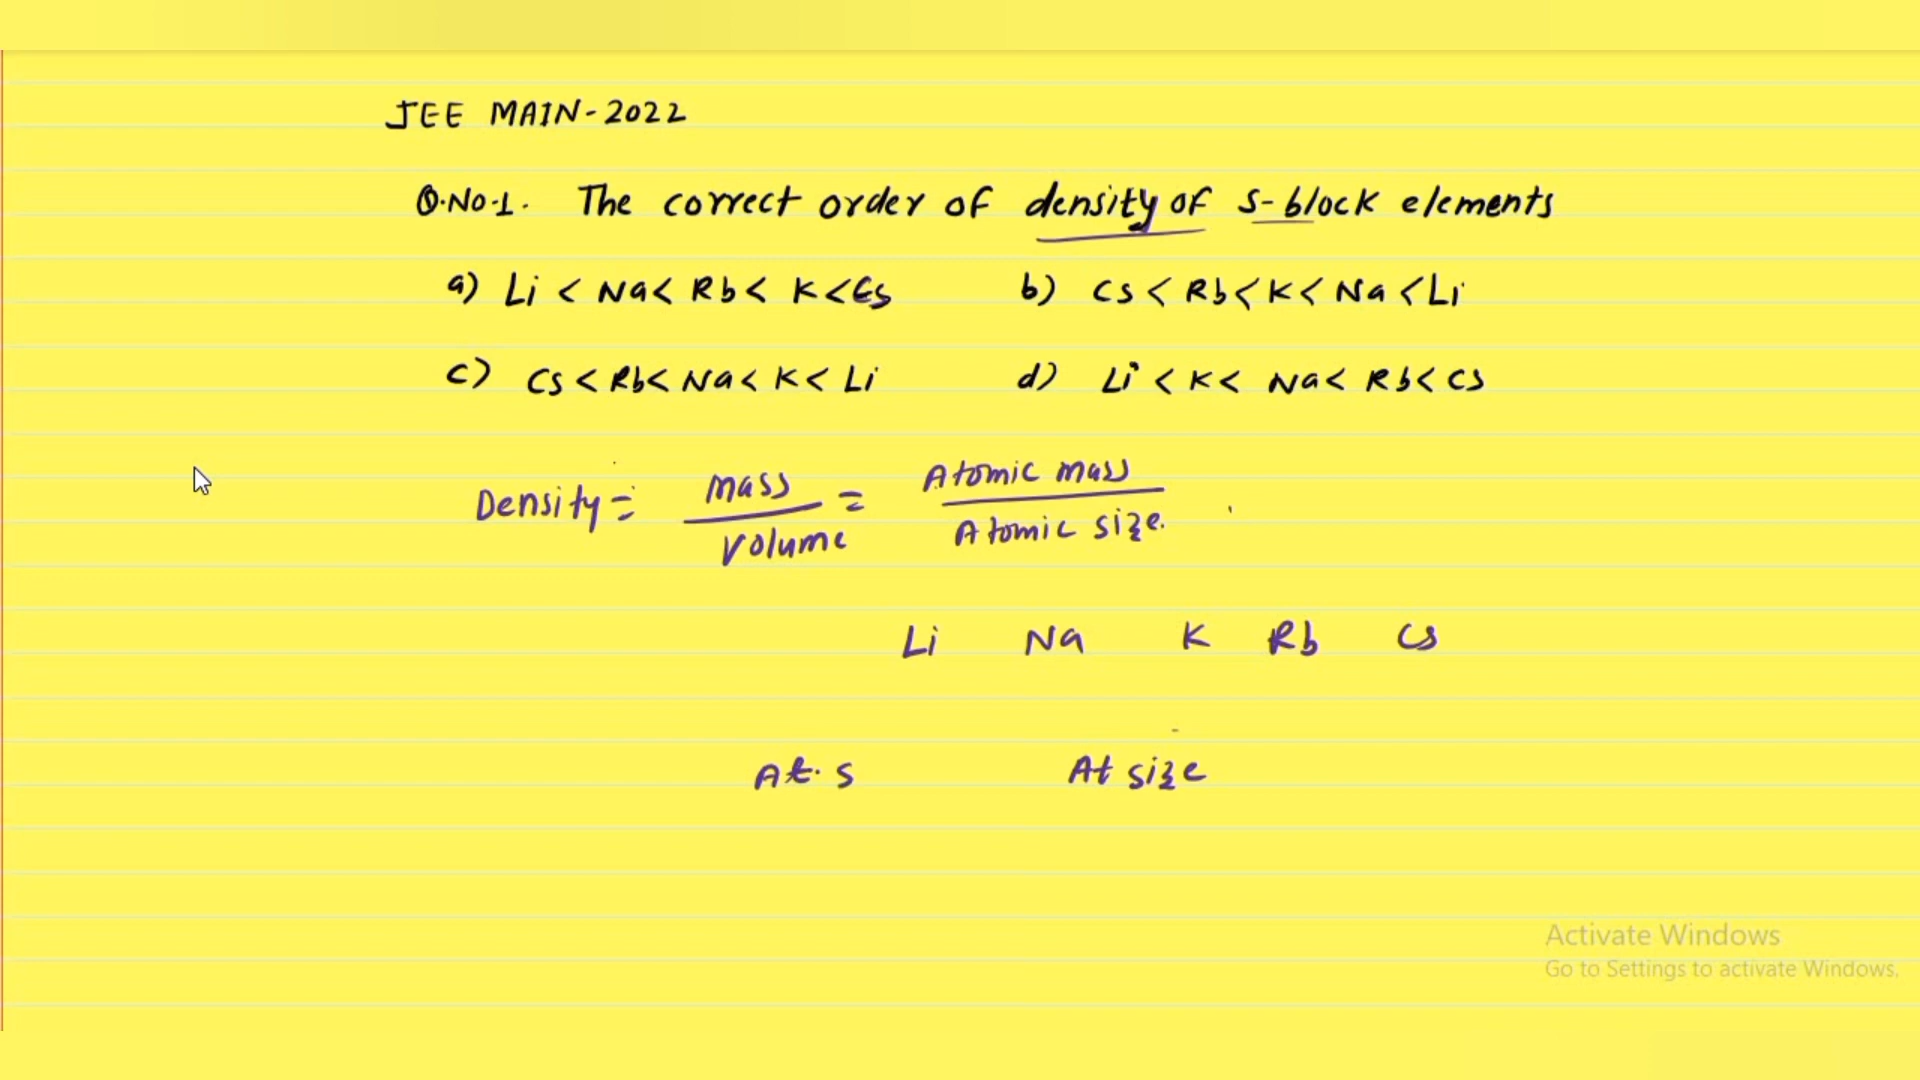 JEE MAIN-2022
Q.No.1. The correct order of density of s-block elements
a) Li < Na < Rb < K < Cs b) Cs < Rb < K < Na < Li
c) Cs < Rb < Na < K < Li d) Li < K < Na < Rb < Cs
Density = mass / volume = Atomic mass / Atomic size.
Li Na K Rb Cs
At. s At size
Activate Windows
Go to Settings to activate Windows.